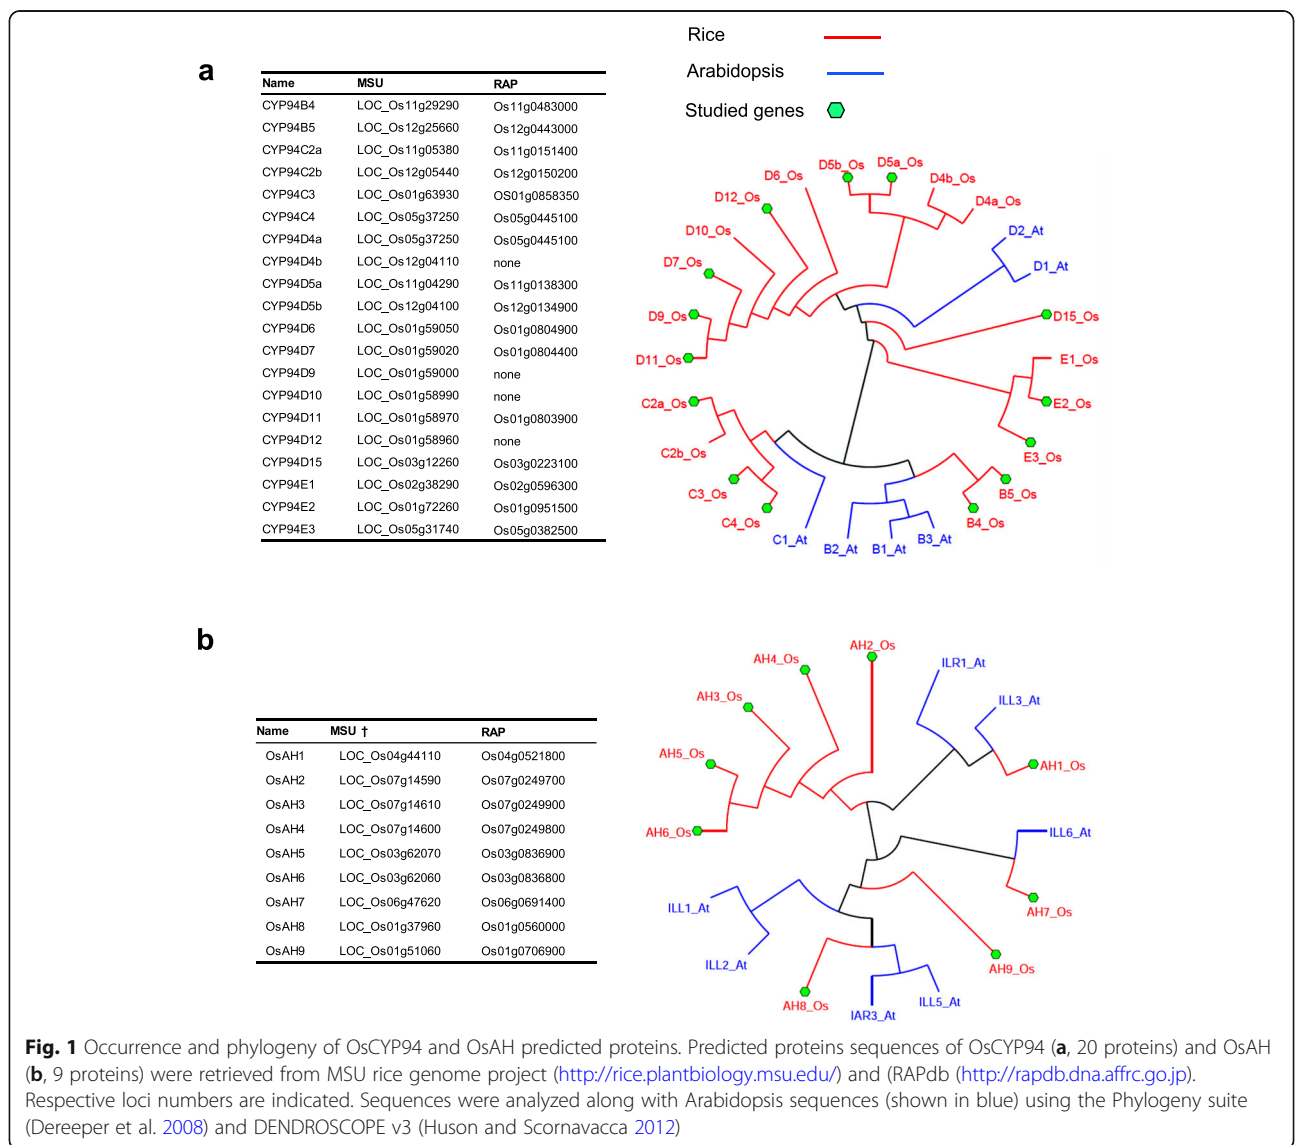 Rice
Arabidopsis
Studied genes
a
Name MSU RAP
CYP94B4 LOC_Os11g29290 Os11g0483000
CYP94B5 LOC_Os12g25660 Os12g0443000
CYP94C2a LOC_Os11g05380 Os11g0151400
CYP94C2b LOC_Os12g05440 Os12g0150200
CYP94C3 LOC_Os01g63930 OS01g0858350
CYP94C4 LOC_Os05g37250 Os05g0445100
CYP94D4a LOC_Os05g37250 Os05g0445100
CYP94D4b LOC_Os12g04110 none
CYP94D5a LOC_Os11g04290 Os11g0138300
CYP94D5b LOC_Os12g04100 Os12g0134900
CYP94D6 LOC_Os01g59050 Os01g0804900
CYP94D7 LOC_Os01g59020 Os01g0804400
CYP94D9 LOC_Os01g59000 none
CYP94D10 LOC_Os01g58990 none
CYP94D11 LOC_Os01g58970 Os01g0803900
CYP94D12 LOC_Os01g58960 none
CYP94D15 LOC_Os03g12260 Os03g0223100
CYP94E1 LOC_Os02g38290 Os02g0596300
CYP94E2 LOC_Os01g72260 Os01g0951500
CYP94E3 LOC_Os05g31740 Os05g0382500
D5b_Os
D5a_Os
D6_Os
D4b_Os
D12_Os
D4a_Os
D10_Os
D2_At
D7_Os
D1_At
D9_Os
D15_Os
D11_Os
E1_Os
C2a_Os
E2_Os
C2b_Os
E3_Os
C3_Os
B5_Os
C4_Os
B4_Os
C1_At
B2_At
B1_At
B3_At
b
Name MSU † RAP
OsAH1 LOC_Os04g44110 Os04g0521800
OsAH2 LOC_Os07g14590 Os07g0249700
OsAH3 LOC_Os07g14610 Os07g0249900
OsAH4 LOC_Os07g14600 Os07g0249800
OsAH5 LOC_Os03g62070 Os03g0836900
OsAH6 LOC_Os03g62060 Os03g0836800
OsAH7 LOC_Os06g47620 Os06g0691400
OsAH8 LOC_Os01g37960 Os01g0560000
OsAH9 LOC_Os01g51060 Os01g0706900
AH2_Os
AH4_Os
ILR1_At
AH3_Os
ILL3_At
AH5_Os
AH1_Os
AH6_Os
ILL6_At
ILL1_At
AH7_Os
ILL2_At
AH9_Os
AH8_Os
IAR3_At
ILL5_At
Fig. 1 Occurrence and phylogeny of OsCYP94 and OsAH predicted proteins. Predicted proteins sequences of OsCYP94 (a, 20 proteins) and OsAH
(b, 9 proteins) were retrieved from MSU rice genome project (http://rice.plantbiology.msu.edu/) and (RAPdb (http://rapdb.dna.affrc.go.jp).
Respective loci numbers are indicated. Sequences were analyzed along with Arabidopsis sequences (shown in blue) using the Phylogeny suite
(Dereeper et al. 2008) and DENDROSCOPE v3 (Huson and Scornavacca 2012)